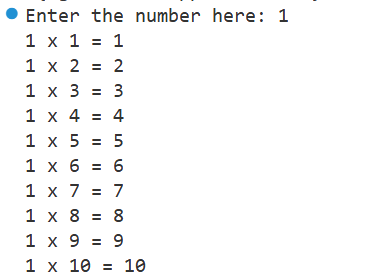 Enter the number here: 1
1 x 1 = 1
1 x 2 = 2
1 x 3 = 3
1 x 4 = 4
1 x 5 = 5
1 x 6 = 6
1 x 7 = 7
1 x 8 = 8
1 x 9 = 9
1 x 10 = 10